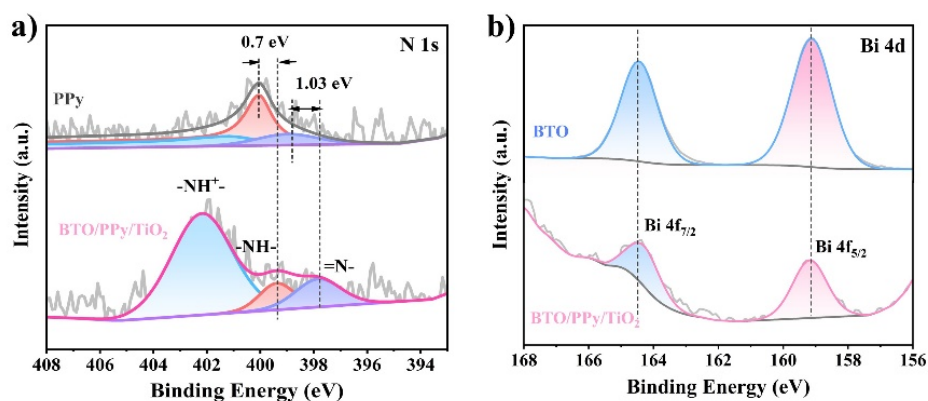 a)
N 1s
0.7 eV
1.03 eV
PPy
-NH⁺-
-NH-
=N-
BTO/PPy/TiO₂
Intensity (a.u.)
408 406 404 402 400 398 396 394
Binding Energy (eV)
b)
Bi 4d
BTO
Bi 4f₇/₂
Bi 4f₅/₂
BTO/PPy/TiO₂
Intensity (a.u.)
168 166 164 162 160 158 156
Binding Energy (eV)